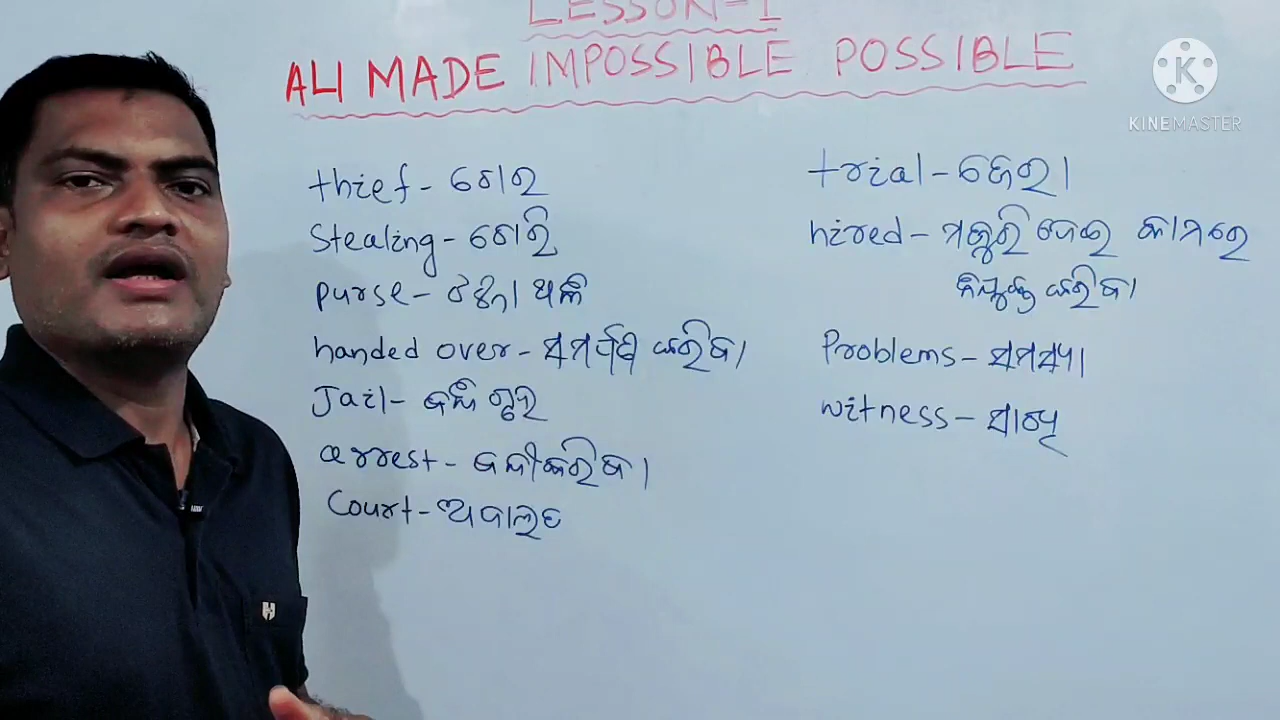 LESSON-1
ALI MADE IMPOSSIBLE POSSIBLE
KINEMASTER
thief - ଚୋର
Stealing - ଚୋରି
purse - ଟଙ୍କା ଥଳି
handed over - ସମର୍ପଣ କରିବା
Jail - ବନ୍ଦି ଗୃହ
arrest - ବନ୍ଦୀକରିବା
Court - ଅଦାଲତ
trial - ଜେରା
hired - ମଜୁରି ଦେଇ କାମରେ
ନିଯୁକ୍ତ କରିବା
Problems - ସମସ୍ୟା
witness - ସାକ୍ଷୀ